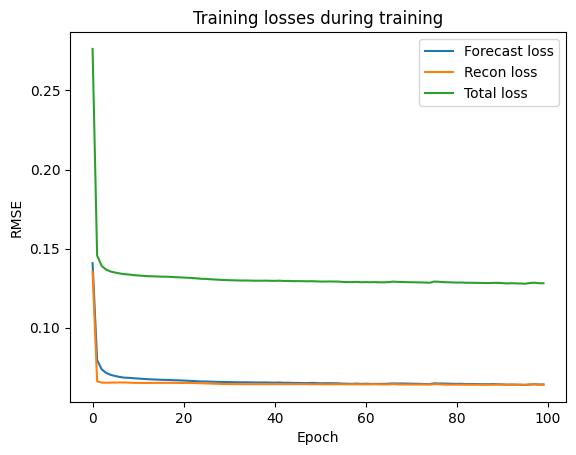 Training losses during training
Forecast loss
Recon loss
Total loss
0.25
0.20
0.15
0.10
RMSE
0 20 40 60 80 100
Epoch